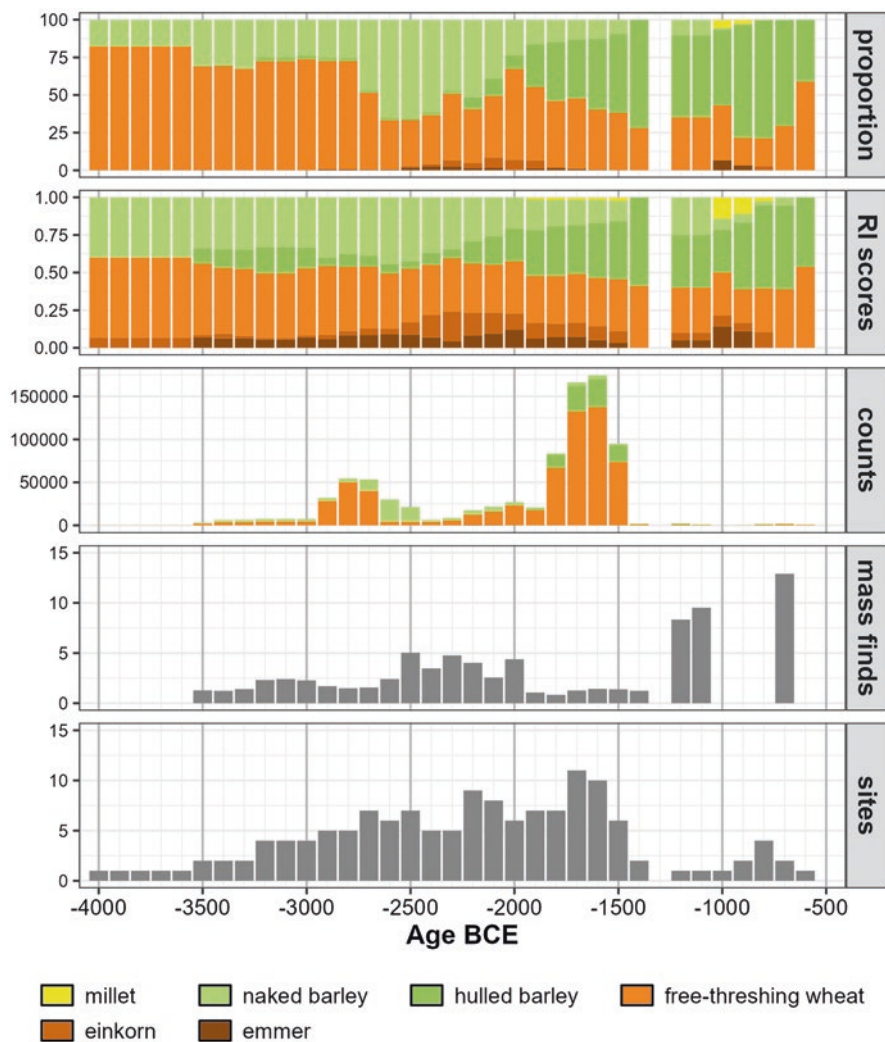 100
75
50
25
0
proportion
1.00
0.75
0.50
0.25
0.00
RI scores
150000
100000
50000
0
counts
15
10
5
0
mass finds
15
10
5
0
sites
-4000 -3500 -3000 -2500 -2000 -1500 -1000 -500
Age BCE
millet naked barley hulled barley free-threshing wheat
einkorn emmer